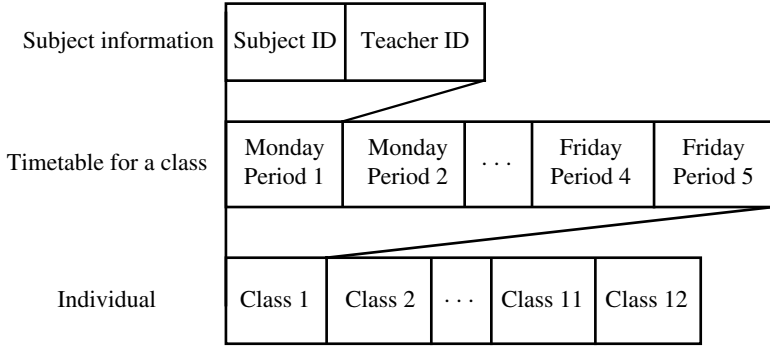 Subject information Subject ID Teacher ID
Monday Monday Friday Friday
Timetable for a class · · ·
Period 1 Period 2 Period 4 Period 5
Individual Class 1 Class 2 · · · Class 11 Class 12